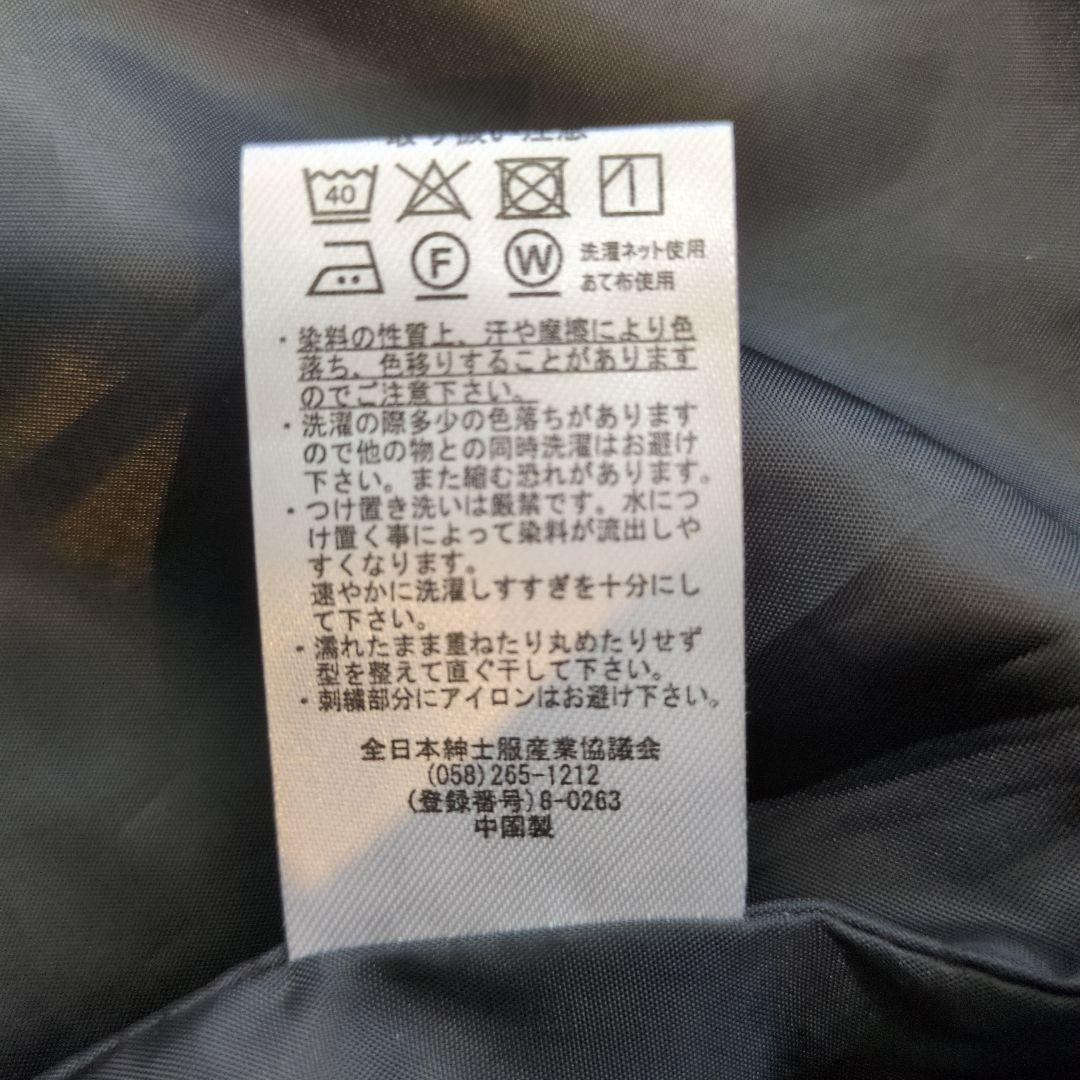 取り扱い注意
40
F W 洗濯ネット使用
あて布使用
・染料の性質上、汗や摩擦により色
落ち、色移りすることがあります
のでご注意下さい。
・洗濯の際多少の色落ちがあります
ので他の物との同時洗濯はお避け
下さい。また縮む恐れがあります。
・つけ置き洗いは厳禁です。水につ
け置く事によって染料が流出しや
すくなります。
速やかに洗濯しすすぎを十分にし
て下さい。
・濡れたまま重ねたり丸めたりせず
型を整えて直ぐ干して下さい。
・刺繍部分にアイロンはお避け下さい。
全日本紳士服産業協議会
(058)265-1212
(登録番号)8-0263
中国製